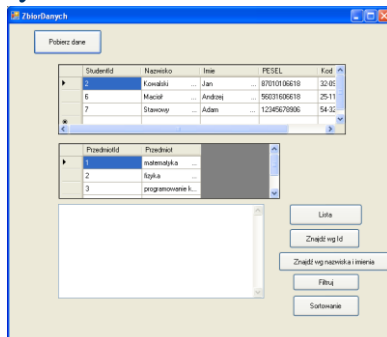 ZbiorDanych
Pobierz dane
StudentId Nazwisko Imie PESEL Kod
2 Kowalski ... Jan ... 87010106618 32-05
6 Macioł ... Andrzej ... 56031606618 25-11
7 Stawowy ... Adam ... 12345678906 54-32
PrzedmiotId Przedmiot
1 matematyka ...
2 fizyka ...
3 programowanie k...
Lista
Znajdź wg Id
Znajdź wg nazwiska i imienia
Filtruj
Sortowanie